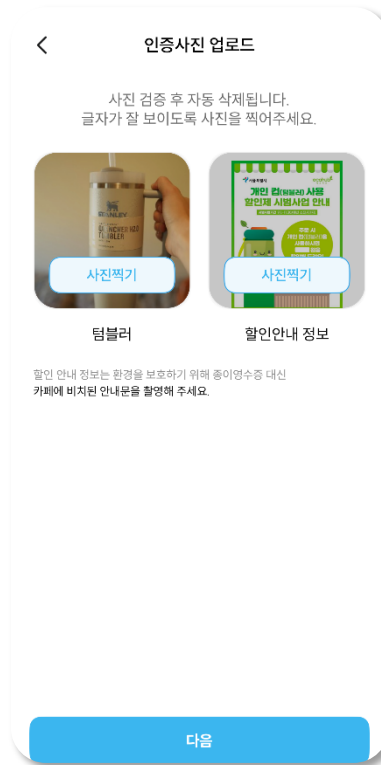 인증사진 업로드
사진 검증 후 자동 삭제됩니다.
글자가 잘 보이도록 사진을 찍어주세요.
STANLEY
사진찍기
서울특별시
개인 컵(텀블러) 사용
할인제 시범사업 안내
주문 시
사진찍기
텀블러
할인안내 정보
할인 안내 정보는 환경을 보호하기 위해 종이영수증 대신
카페에 비치된 안내문을 촬영해 주세요.
다음